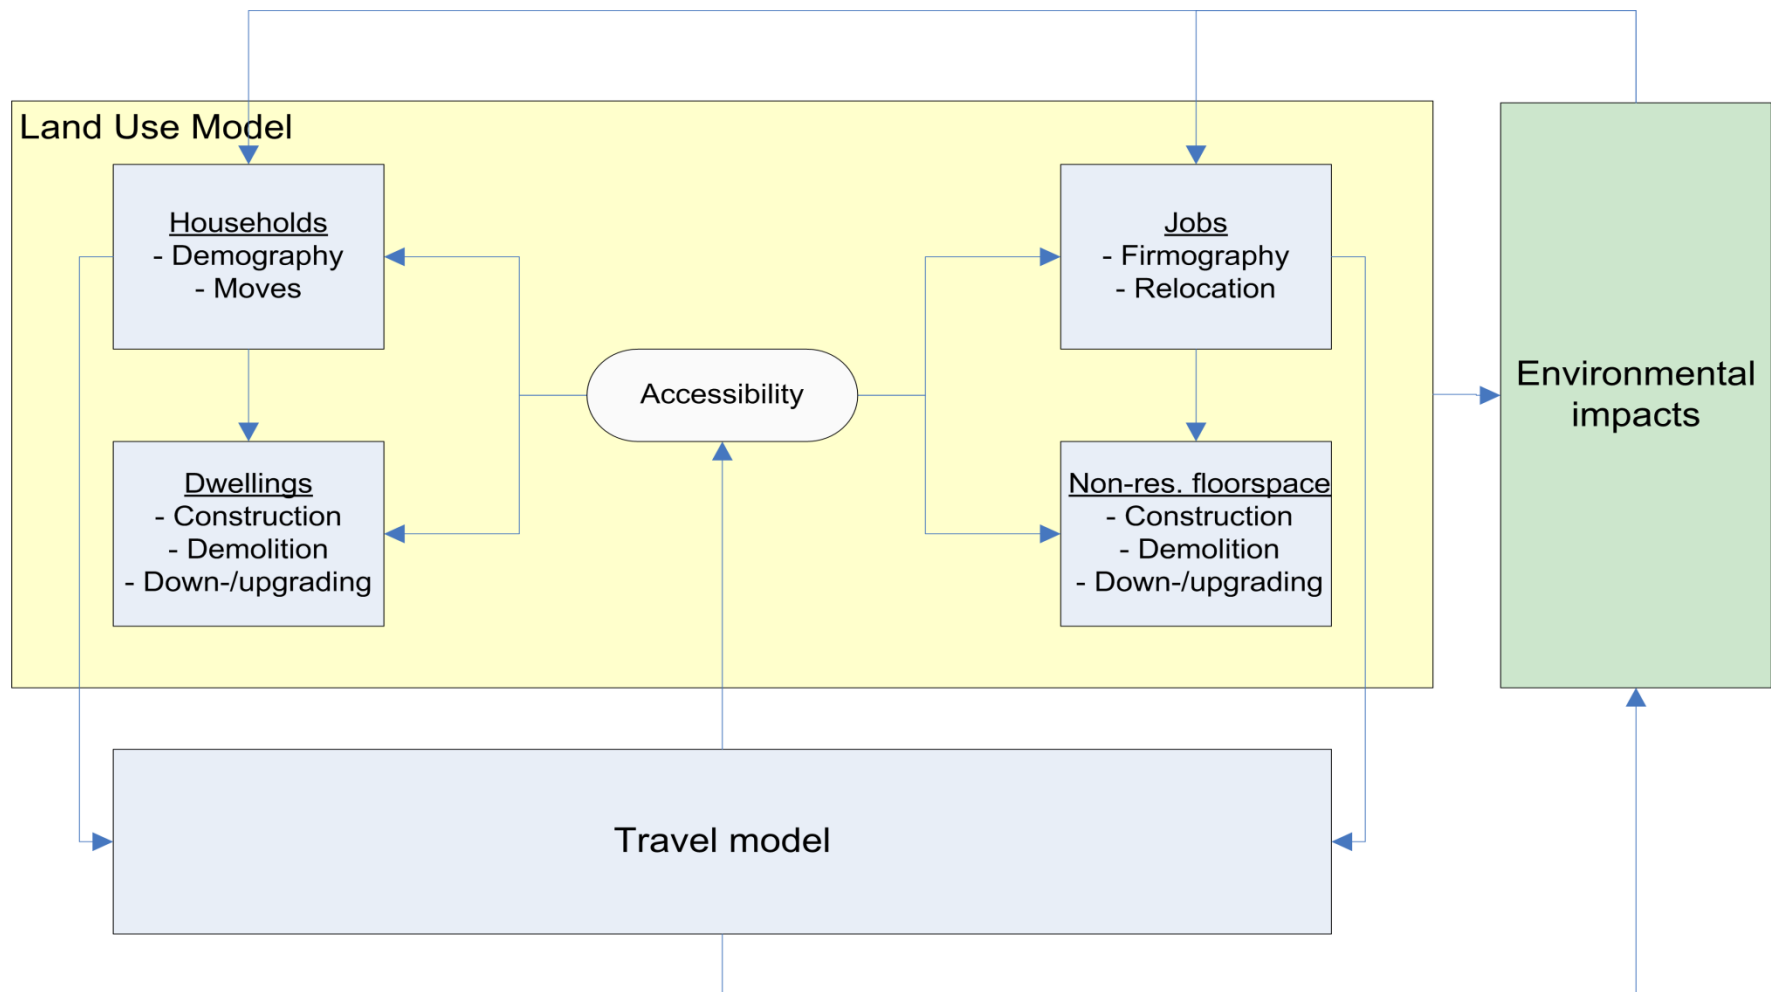 Land Use Model
Households
- Demography
- Moves
Jobs
- Firmography
- Relocation
Accessibility
Environmental
impacts
Dwellings
- Construction
- Demolition
- Down-/upgrading
Non-res. floorspace
- Construction
- Demolition
- Down-/upgrading
Travel model